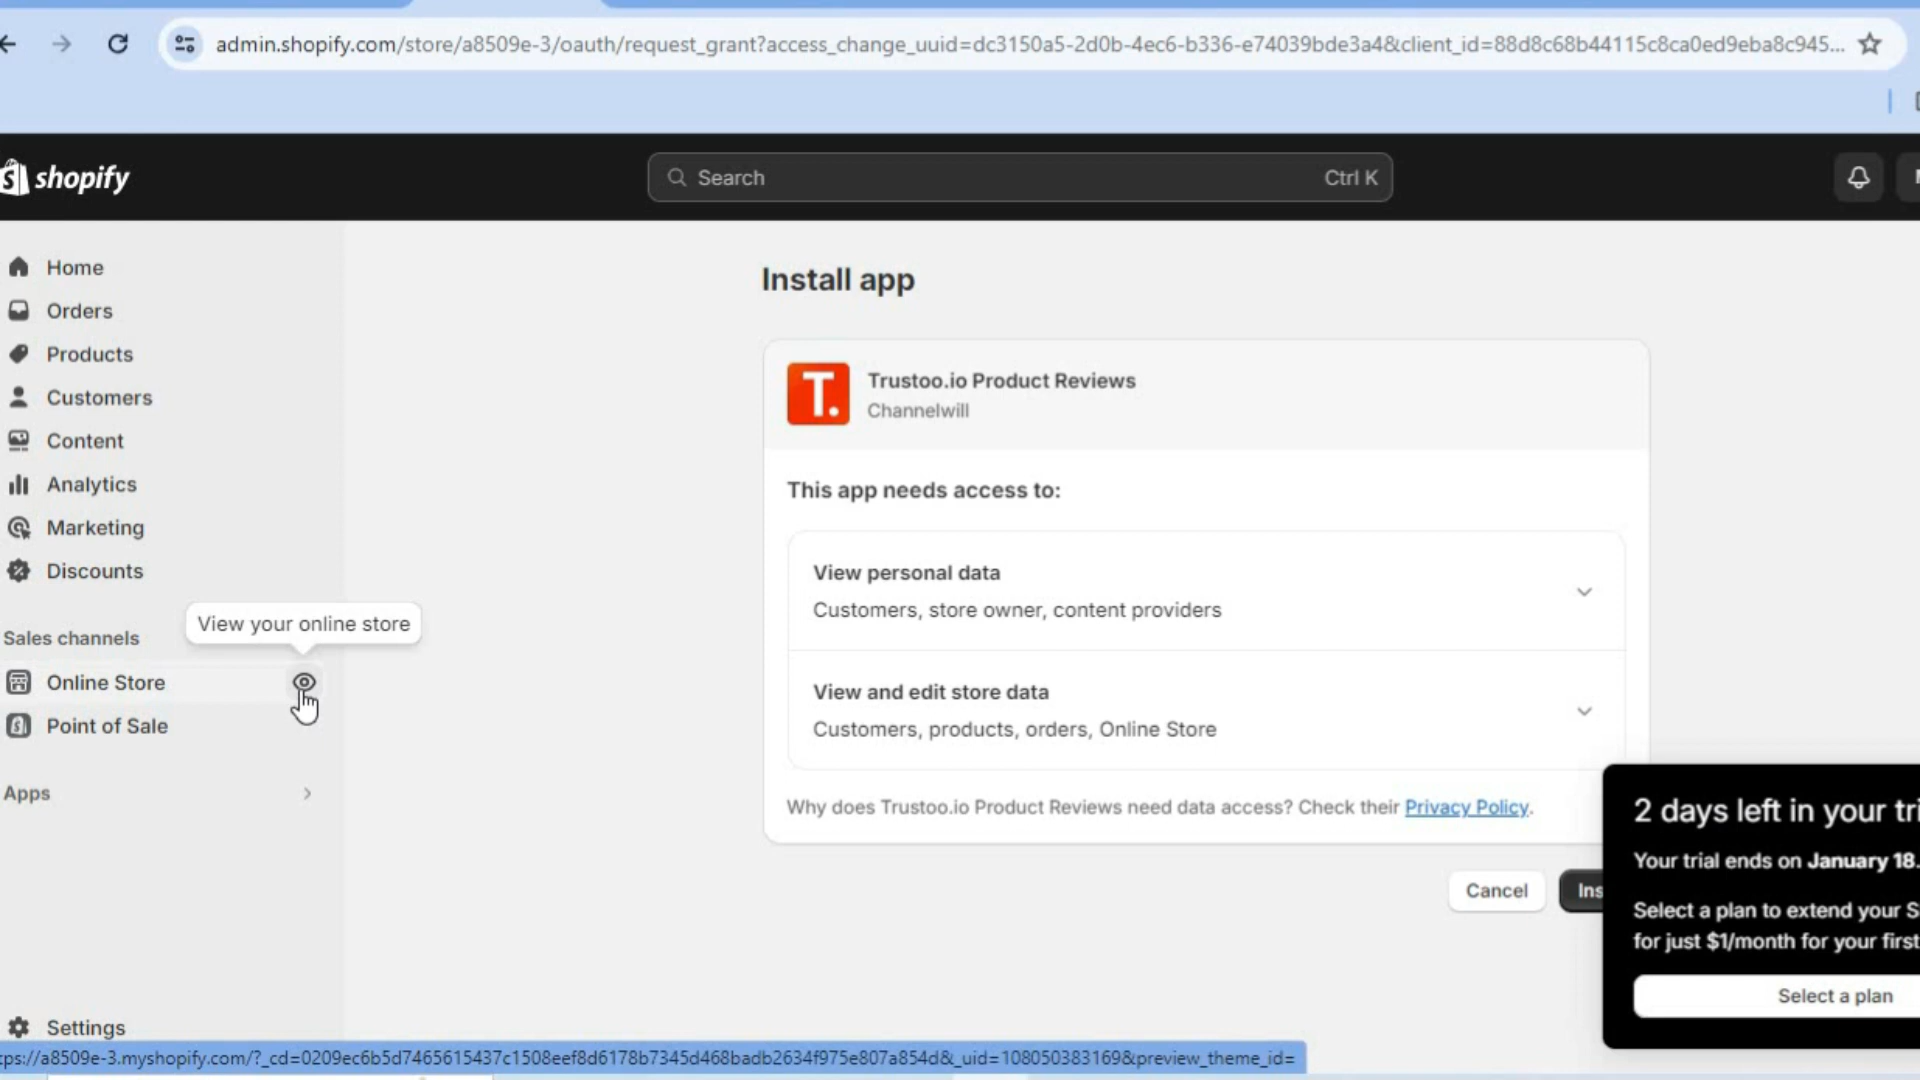 admin.shopify.com/store/a8509e-3/oauth/request_grant?access_change_uuid=dc3150a5-2d0b-4ec6-b336-e74039bde3a4&client_id=88d8c68b44115c8ca0ed9eba8c945...
shopify
Search
Ctrl K
Home
Orders
Products
Customers
Content
Analytics
Marketing
Discounts
View your online store
Sales channels
Online Store
Point of Sale
Apps
Settings
Install app
T.
Trustoo.io Product Reviews
Channelwill
This app needs access to:
View personal data
Customers, store owner, content providers
View and edit store data
Customers, products, orders, Online Store
Why does Trustoo.io Product Reviews need data access? Check their Privacy Policy.
Cancel
Ins
2 days left in your tri
Your trial ends on January 18.
Select a plan to extend your S
for just $1/month for your first
Select a plan
tps://a8509e-3.myshopify.com/?_cd=0209ec6b5d7465615437c1508eef8d6178b7345d468badb2634f975e807a854d&_uid=108050383169&preview_theme_id=